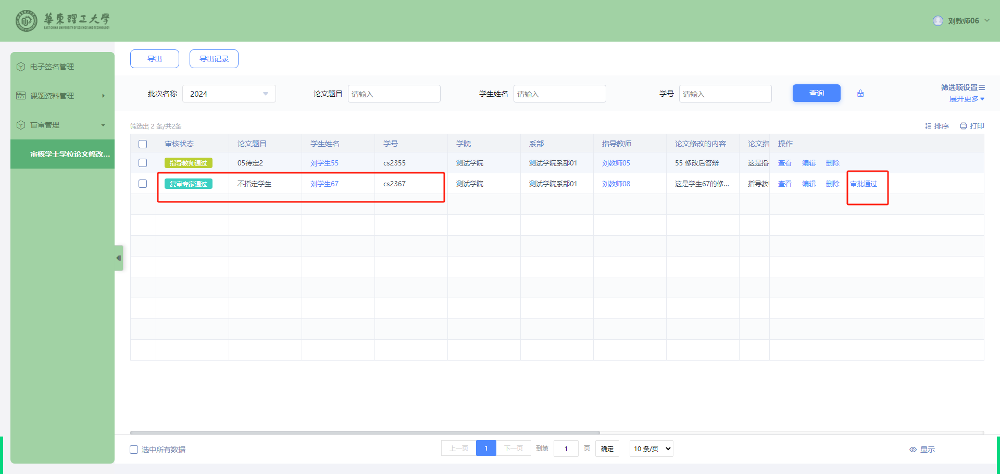 華東理工大學
EAST CHINA UNIVERSITY OF SCIENCE AND TECHNOLOGY
刘教师06
电子签名管理
课题资料管理
盲审管理
审核学士学位论文修改...
导出 导出记录
批次名称 2024 论文题目 请输入 学生姓名 请输入 学号 请输入 查询
筛选项设置
展开更多
筛选出 2 条/共2条
排序 打印
审核状态 论文题目 学生姓名 学号 学院 系部 指导教师 论文修改的内容 论文指 操作
指导教师通过 05待定2 刘学生55 cs2355 测试学院 测试学院系部01 刘教师05 55 修改后答辩 这是指 查看 编辑 删除
复审专家通过 不指定学生 刘学生67 cs2367 测试学院 测试学院系部01 刘教师08 这是学生67的修... 指导教 查看 编辑 删除 审批通过
选中所有数据
上一页 1 下一页 到第 1 页 确定 10 条/页
显示